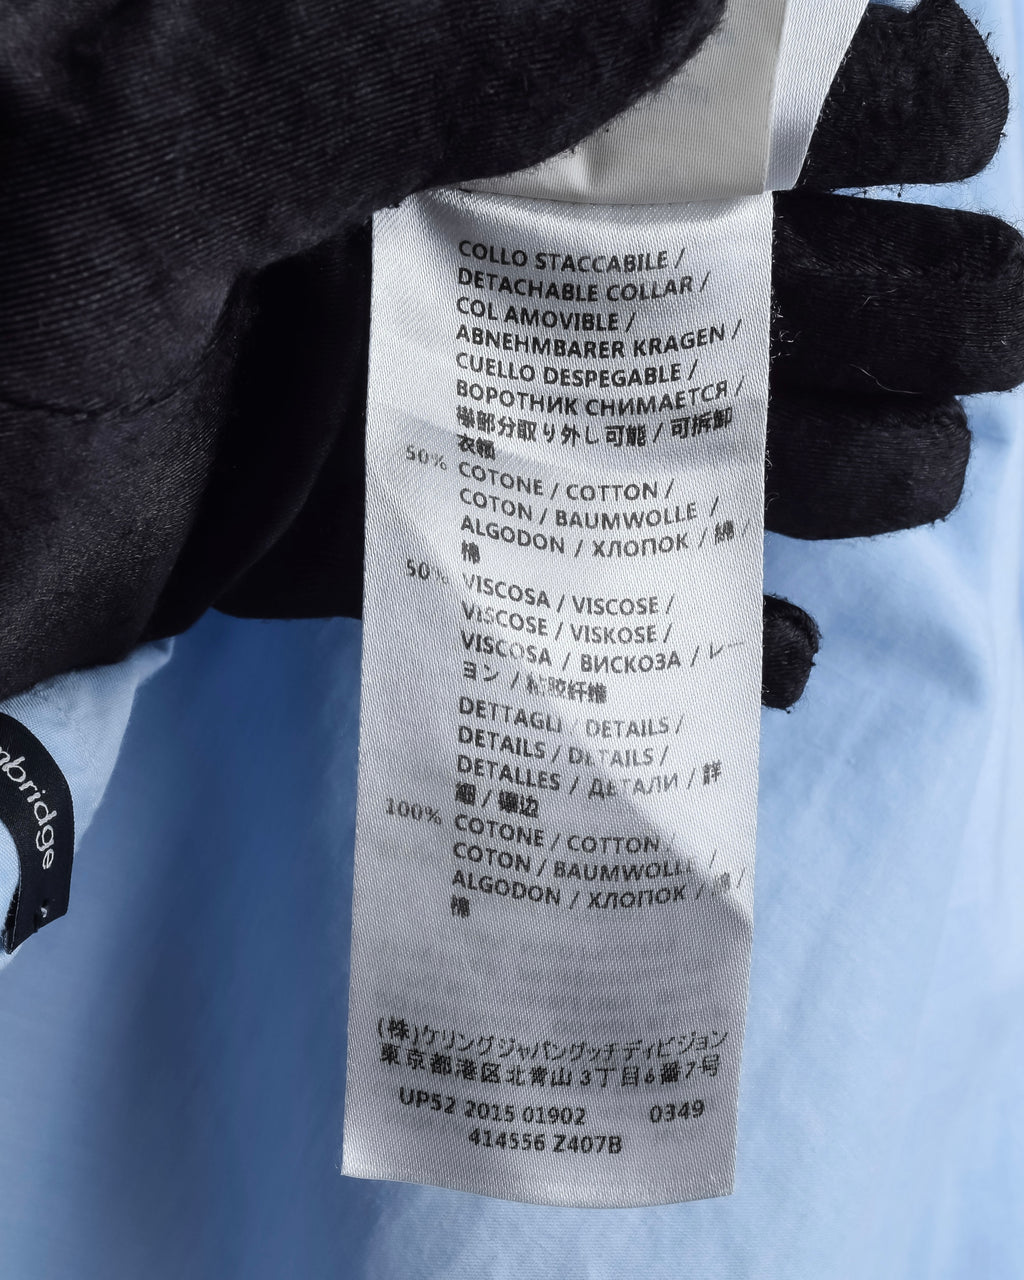 COLLO STACCABILE /
DETACHABLE COLLAR /
COL AMOVIBLE /
ABNEHMBARER KRAGEN /
CUELLO DESPEGABLE /
ВОРОТНИК СНИМАЕТСЯ /
襟部分取り外し可能 / 可拆卸
衣領
50% COTONE / COTTON /
COTON / BAUMWOLLE /
ALGODON / ХЛОПОК / 綿 /
棉
50% VISCOSA / VISCOSE /
VISCOSE / VISKOSE /
VISCOSA / ВИСКОЗА / レー
ヨン / 粘胶纤维
DETTAGLI / DETAILS /
DETAILS / DETAILS /
DETALLES / ДЕТАЛИ / 詳
細 / 镶边
100% COTONE / COTTON /
COTON / BAUMWOLLE /
ALGODON / ХЛОПОК / 綿 /
棉
(株)ケリングジャパングッチディビジョン
東京都港区北青山3丁目6番7号
UP52 2015 01902 0349
414556 Z407B
mbridge